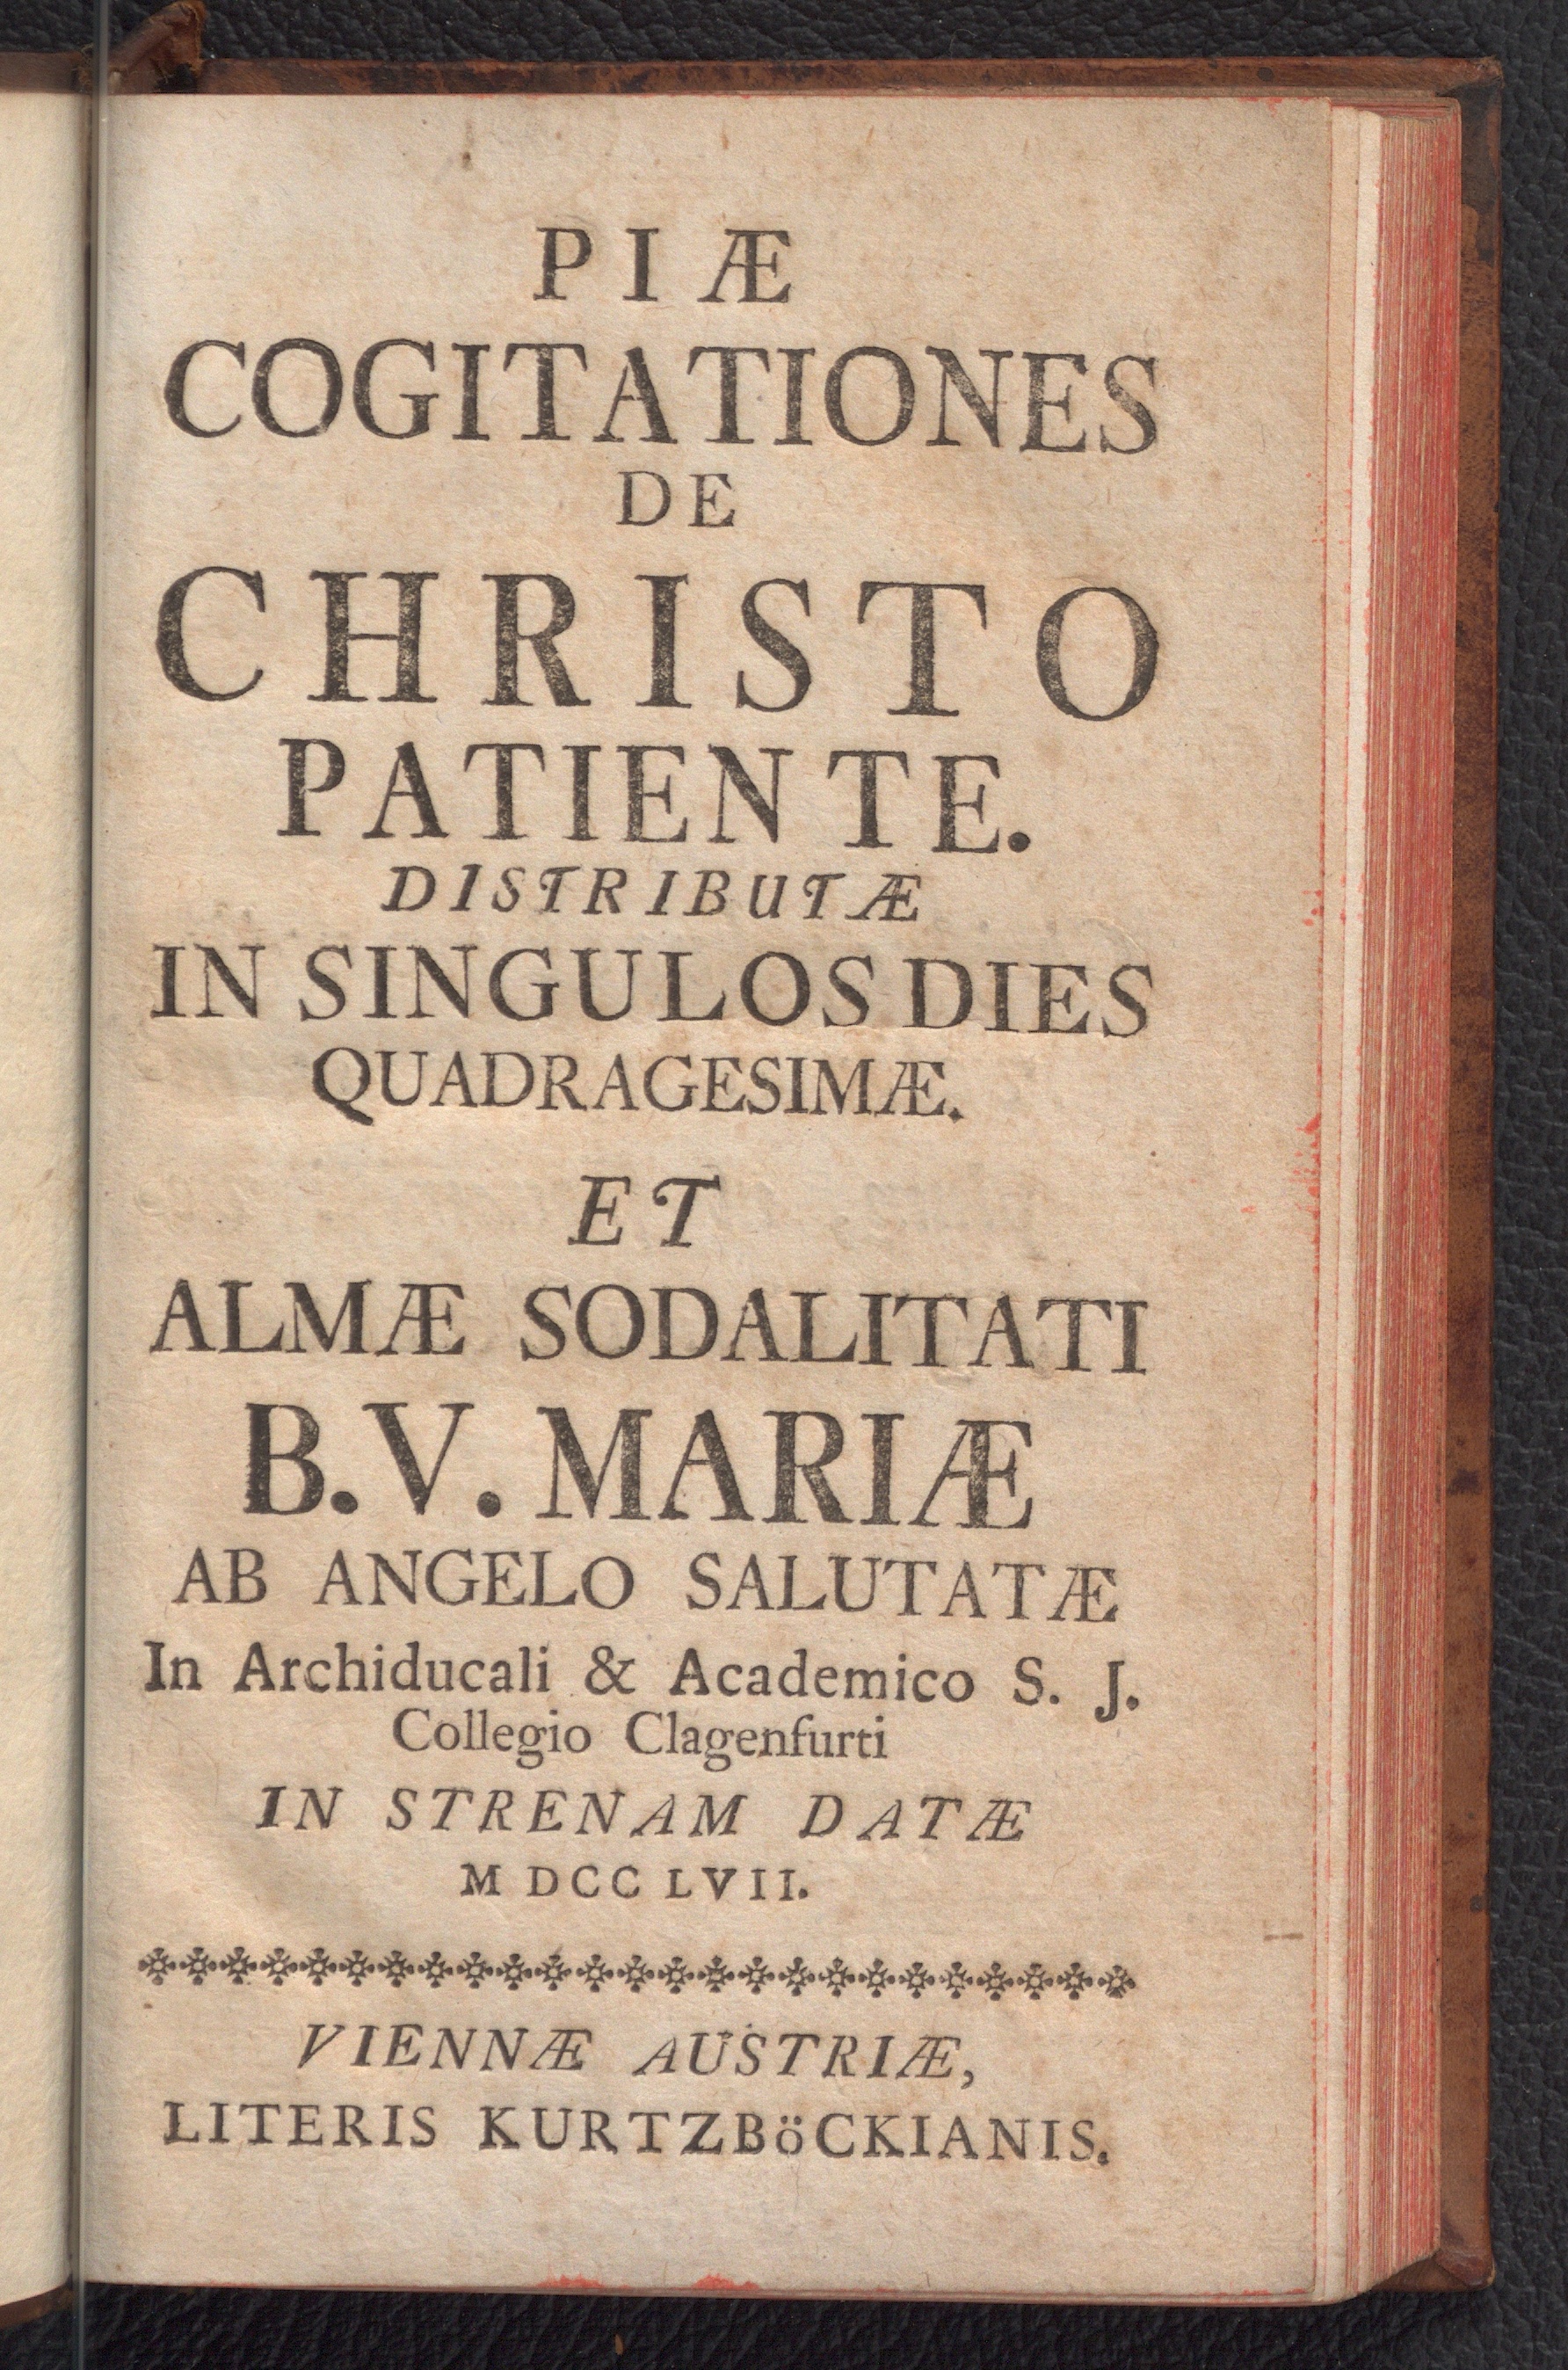 PIÆ
COGITATIONES
DE
CHRISTO
PATIENTE.
DISTRIBUTÆ
IN SINGULOS DIES
QUADRAGESIMÆ.
ET
ALMÆ SODALITATI
B. V. MARIÆ
AB ANGELO SALUTATÆ
In Archiducali & Academico S. J.
Collegio Clagenfurti
IN STRENAM DATÆ
MDCCLVII.
VIENNÆ AUSTRIÆ,
LITERIS KURTZBöCKIANIS.